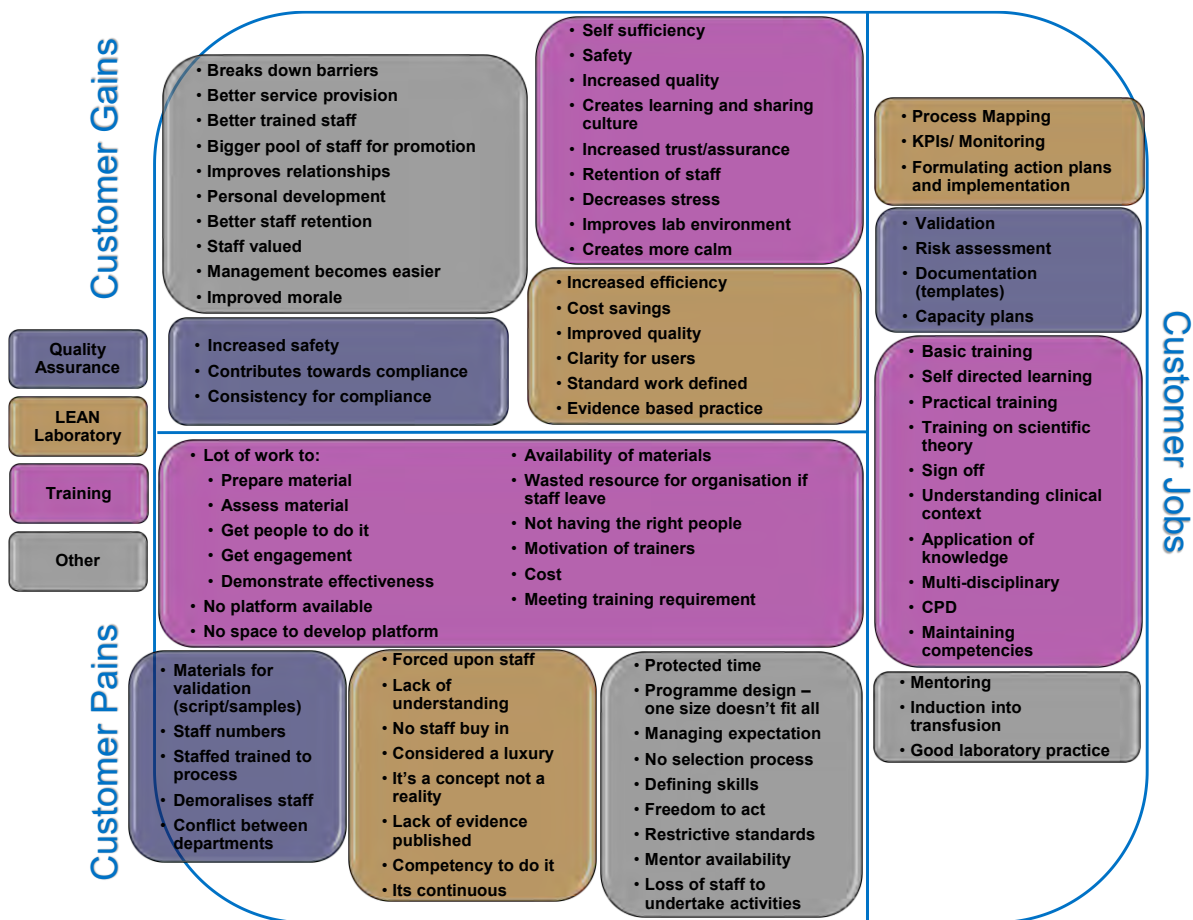 Customer Gains
• Breaks down barriers
• Better service provision
• Better trained staff
• Bigger pool of staff for promotion
• Improves relationships
• Personal development
• Better staff retention
• Staff valued
• Management becomes easier
• Improved morale
• Self sufficiency
• Safety
• Increased quality
• Creates learning and sharing
culture
• Increased trust/assurance
• Retention of staff
• Decreases stress
• Improves lab environment
• Creates more calm
• Increased safety
• Contributes towards compliance
• Consistency for compliance
• Increased efficiency
• Cost savings
• Improved quality
• Clarity for users
• Standard work defined
• Evidence based practice
Quality
Assurance
LEAN
Laboratory
Training
Other
Customer Pains
• Lot of work to:
• Prepare material
• Assess material
• Get people to do it
• Get engagement
• Demonstrate effectiveness
• No platform available
• No space to develop platform
• Availability of materials
• Wasted resource for organisation if
staff leave
• Not having the right people
• Motivation of trainers
• Cost
• Meeting training requirement
• Materials for
validation
(script/samples)
• Staff numbers
• Staffed trained to
process
• Demoralises staff
• Conflict between
departments
• Forced upon staff
• Lack of
understanding
• No staff buy in
• Considered a luxury
• It’s a concept not a
reality
• Lack of evidence
published
• Competency to do it
• Its continuous
• Protected time
• Programme design –
one size doesn’t fit all
• Managing expectation
• No selection process
• Defining skills
• Freedom to act
• Restrictive standards
• Mentor availability
• Loss of staff to
undertake activities
Customer Jobs
• Process Mapping
• KPIs/ Monitoring
• Formulating action plans
and implementation
• Validation
• Risk assessment
• Documentation
(templates)
• Capacity plans
• Basic training
• Self directed learning
• Practical training
• Training on scientific
theory
• Sign off
• Understanding clinical
context
• Application of
knowledge
• Multi-disciplinary
• CPD
• Maintaining
competencies
• Mentoring
• Induction into
transfusion
• Good laboratory practice